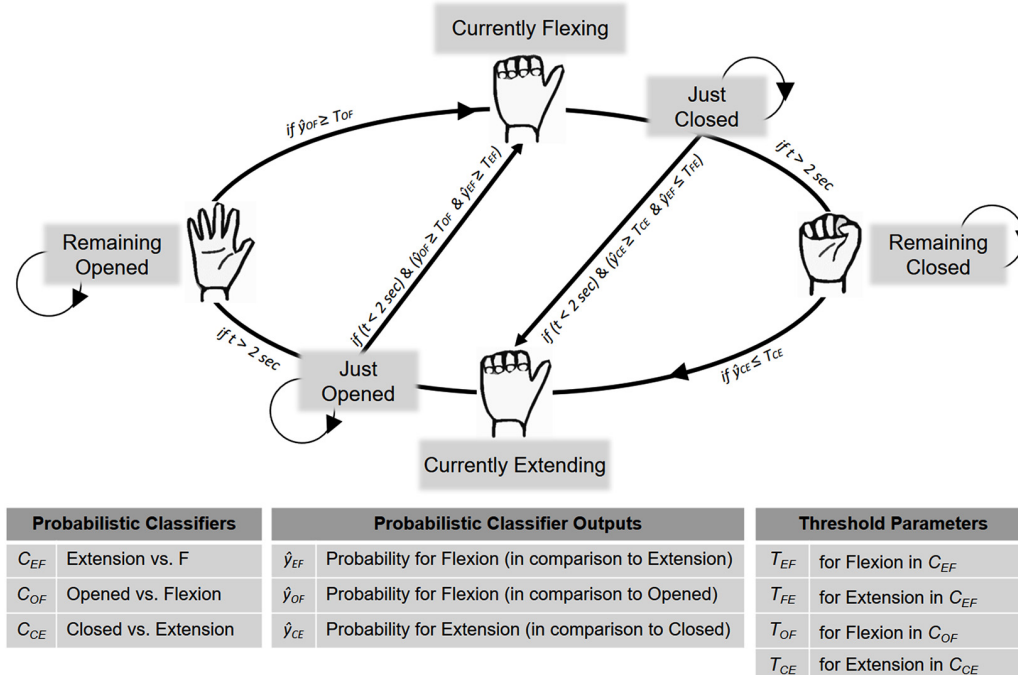 Currently Flexing
Just
Closed
if ŷOF ≥ TOF
if t > 2 sec
if (t < 2 sec) & (ŷOF ≥ TOF & ŷEF ≥ TEF)
if (t < 2 sec) & (ŷCE ≥ TCE & ŷEF ≤ TFE)
Remaining
Opened
Remaining
Closed
if t > 2 sec
if ŷCE ≤ TCE
Just
Opened
Currently Extending
Probabilistic Classifiers
CEF Extension vs. F
COF Opened vs. Flexion
CCE Closed vs. Extension
Probabilistic Classifier Outputs
ŷEF Probability for Flexion (in comparison to Extension)
ŷOF Probability for Flexion (in comparison to Opened)
ŷCE Probability for Extension (in comparison to Closed)
Threshold Parameters
TEF for Flexion in CEF
TFE for Extension in CEF
TOF for Flexion in COF
TCE for Extension in CCE